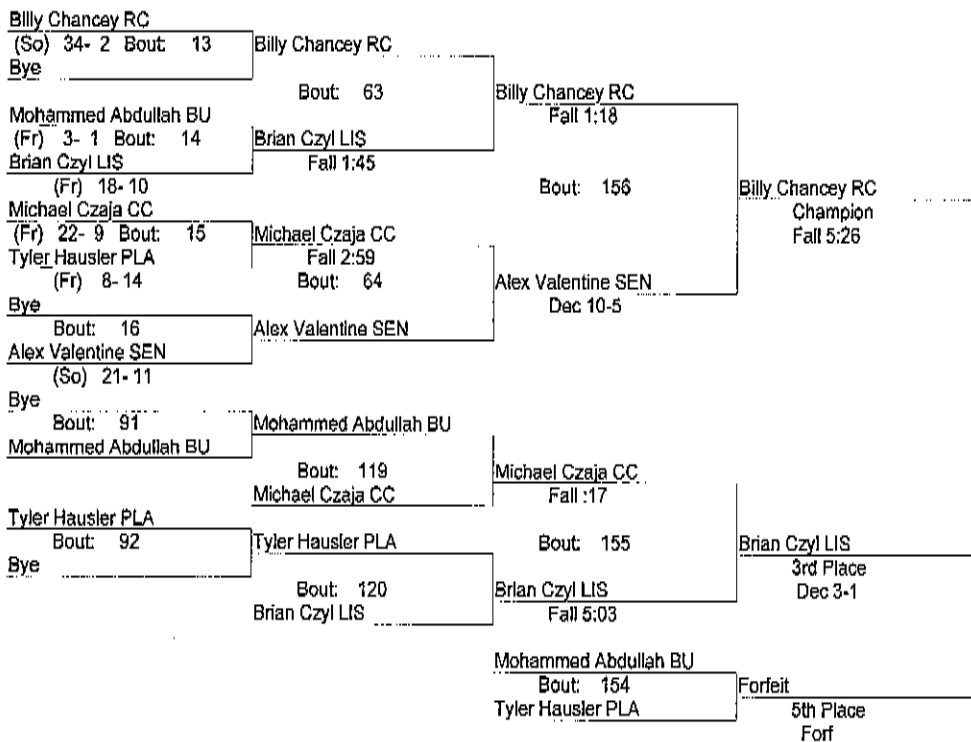 Billy Chancey RC
(So) 34- 2 Bout: 13
Bye
Billy Chancey RC
Bout: 63
Mohammed Abdullah BU
(Fr) 3- 1 Bout: 14
Brian Czyl LIS
(Fr) 18- 10
Brian Czyl LIS
Fall 1:45
Billy Chancey RC
Fall 1:18
Bout: 156
Michael Czaja CC
(Fr) 22- 9 Bout: 15
Tyler Hausler PLA
(Fr) 8- 14
Michael Czaja CC
Fall 2:59
Bout: 64
Bye
Bout: 16
Alex Valentine SEN
(So) 21- 11
Alex Valentine SEN
Alex Valentine SEN
Dec 10-5
Billy Chancey RC
Champion
Fall 5:26
Bye
Bout: 91
Mohammed Abdullah BU
Mohammed Abdullah BU
Bout: 119
Michael Czaja CC
Michael Czaja CC
Fall :17
Bout: 155
Tyler Hausler PLA
Bout: 92
Bye
Tyler Hausler PLA
Bout: 120
Brian Czyl LIS
Brian Czyl LIS
Fall 5:03
Brian Czyl LIS
3rd Place
Dec 3-1
Mohammed Abdullah BU
Bout: 154
Tyler Hausler PLA
Forfeit
5th Place
Forf